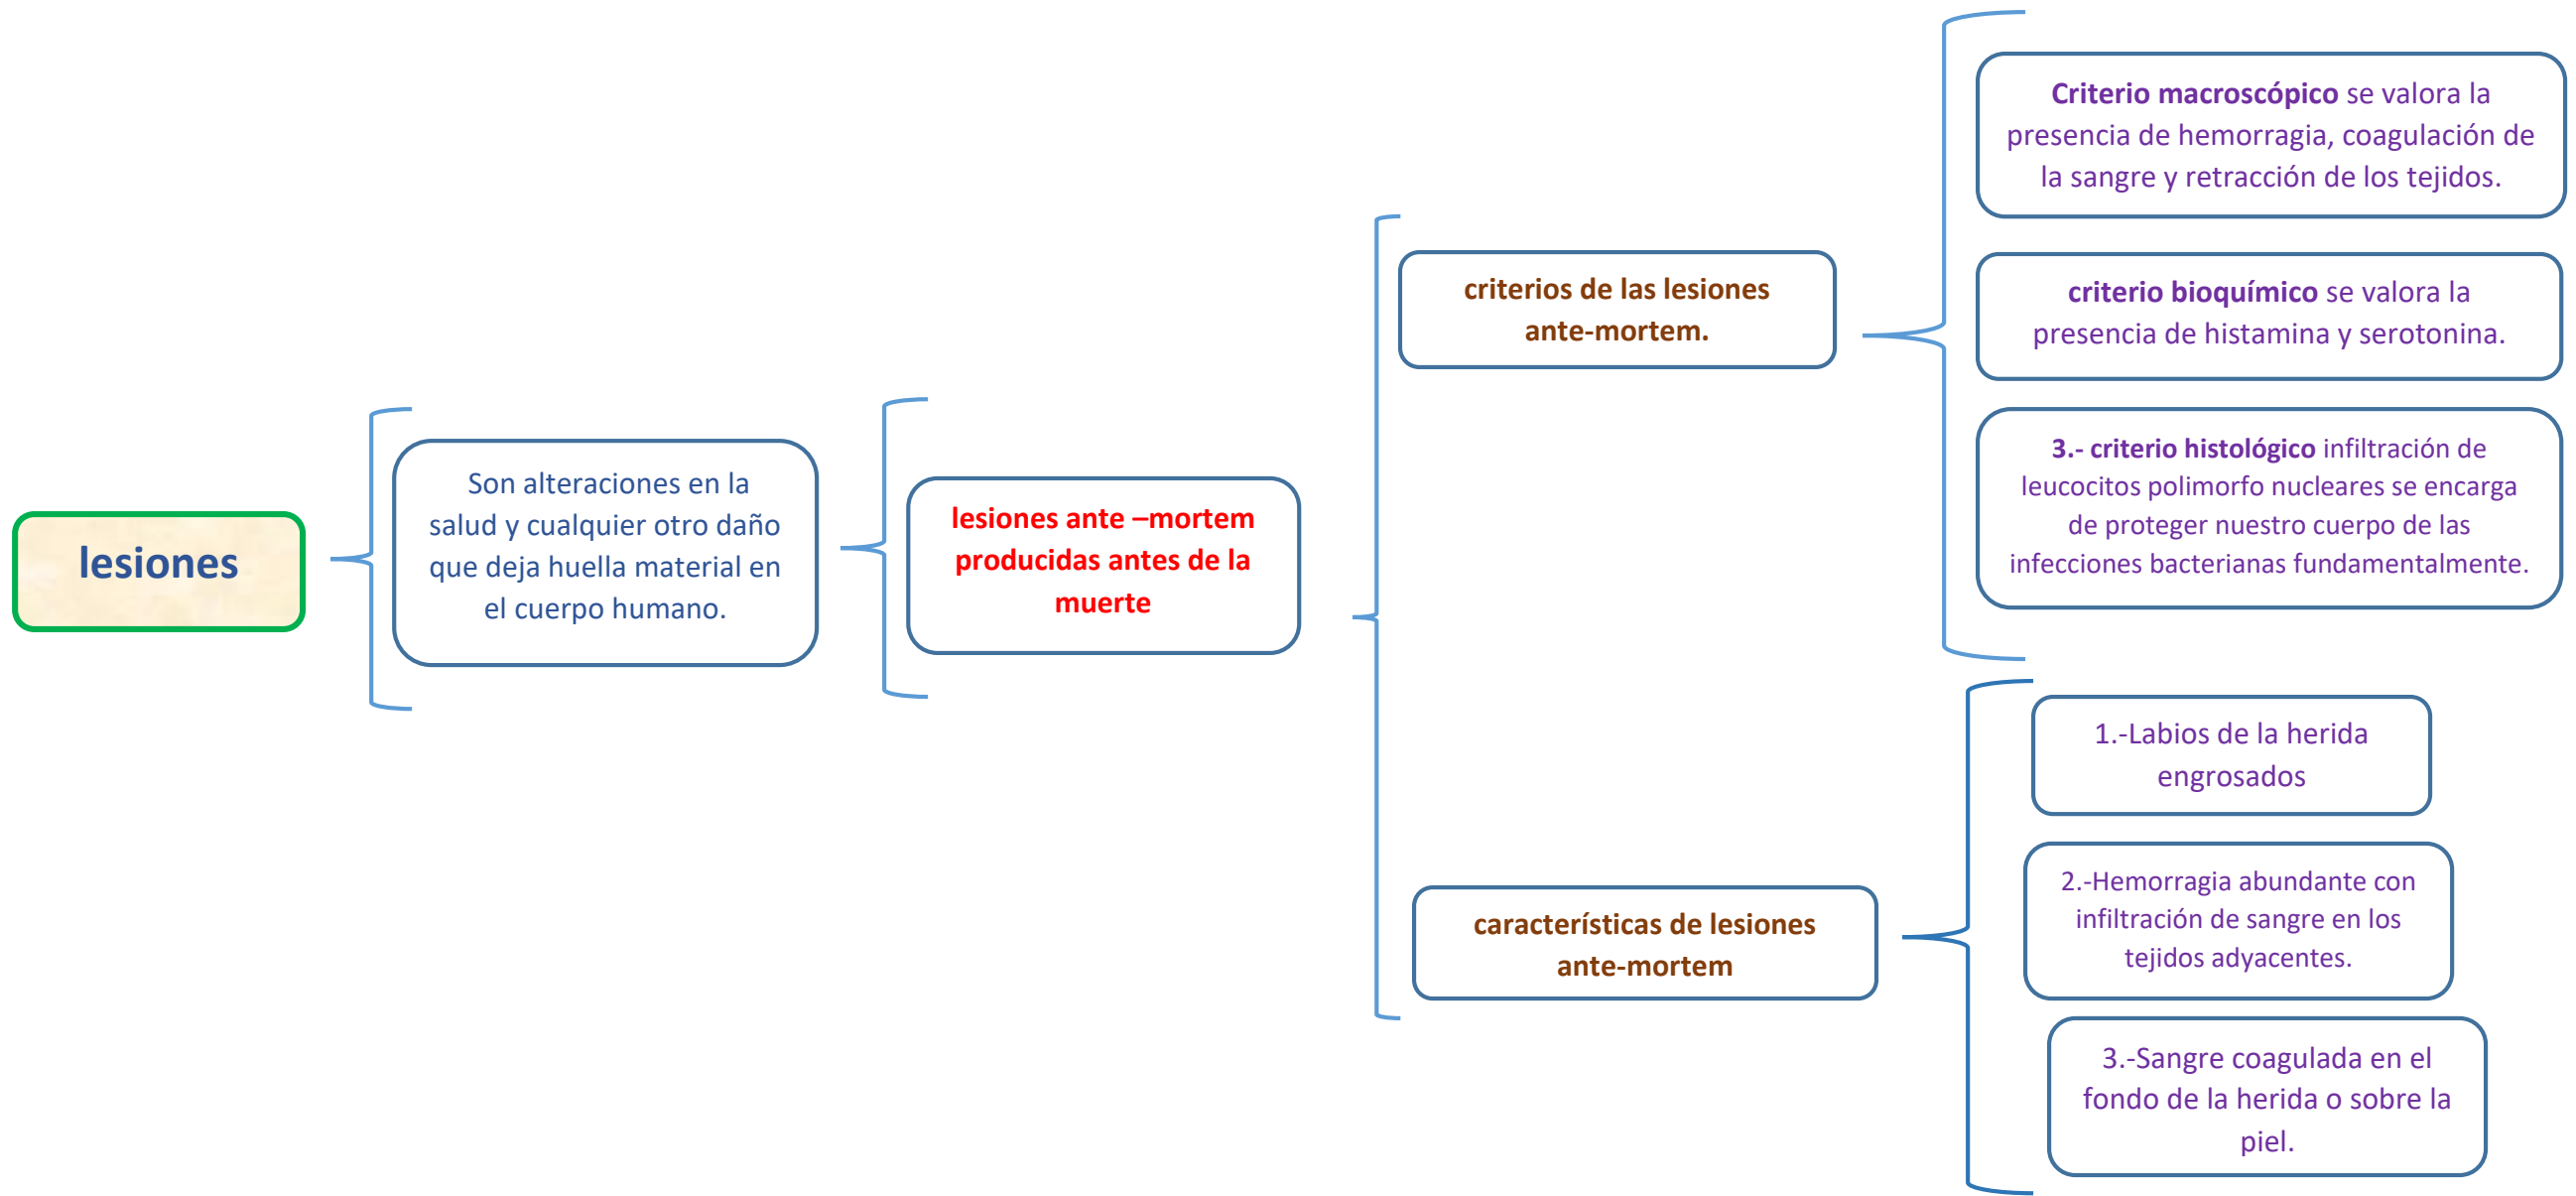 lesiones
Son alteraciones en la
salud y cualquier otro daño
que deja huella material en
el cuerpo humano.
lesiones ante –mortem
producidas antes de la
muerte
criterios de las lesiones
ante-mortem.
Criterio macroscópico se valora la
presencia de hemorragia, coagulación de
la sangre y retracción de los tejidos.
criterio bioquímico se valora la
presencia de histamina y serotonina.
3.- criterio histológico infiltración de
leucocitos polimorfo nucleares se encarga
de proteger nuestro cuerpo de las
infecciones bacterianas fundamentalmente.
características de lesiones
ante-mortem
1.-Labios de la herida
engrosados
2.-Hemorragia abundante con
infiltración de sangre en los
tejidos adyacentes.
3.-Sangre coagulada en el
fondo de la herida o sobre la
piel.